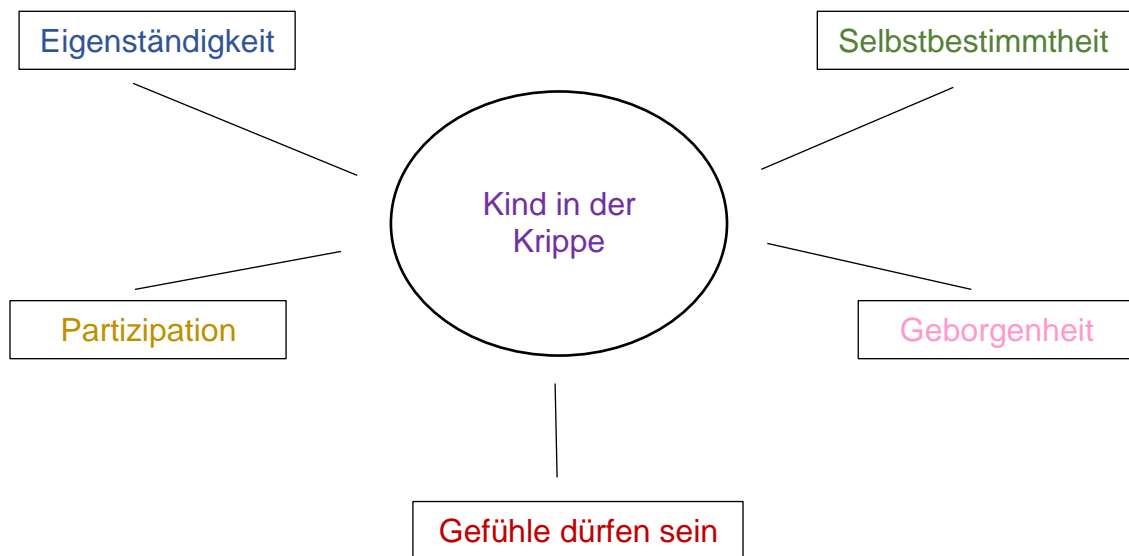 Eigenständigkeit
Selbstbestimmtheit
Kind in der
Krippe
Partizipation
Geborgenheit
Gefühle dürfen sein